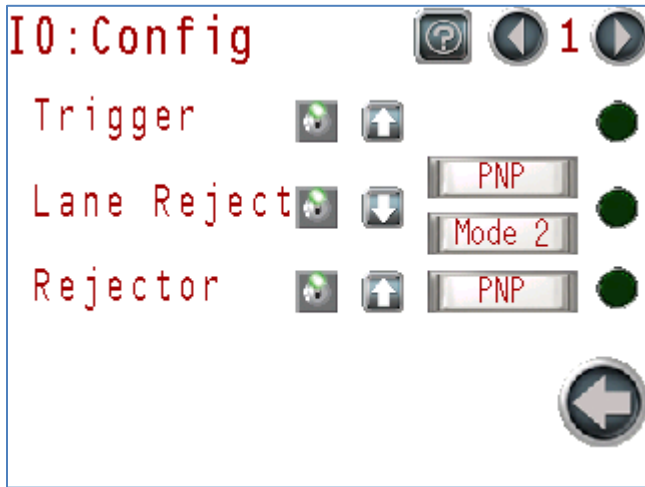 IO:Config ? 1
Trigger
PNP
Lane Reject
Mode 2
Rejector PNP